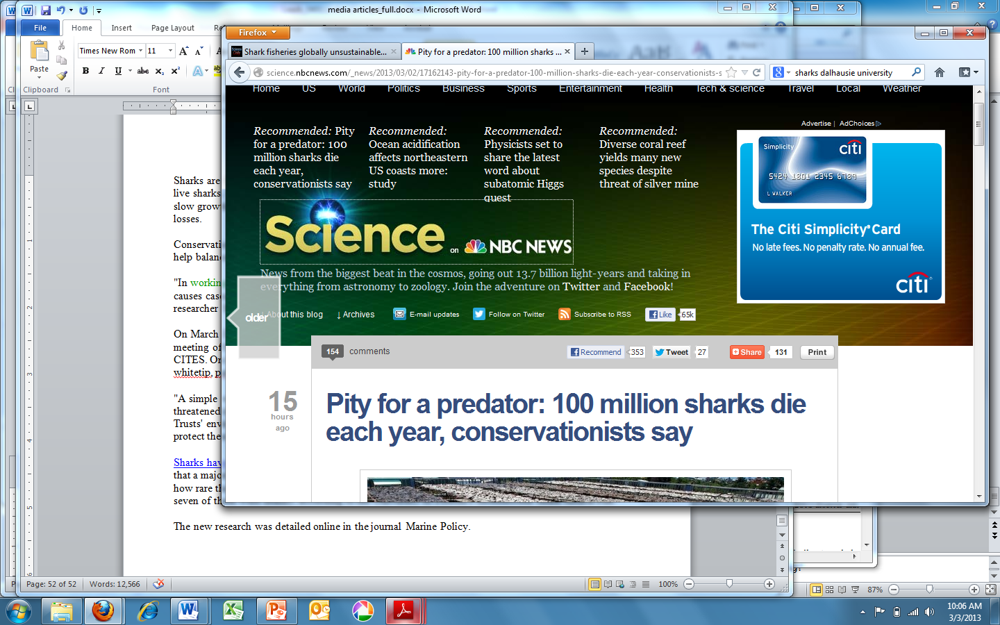 media articles_full.docx - Microsoft Word
File
Home
Insert
Page Layout
Paste
Clipboard
Times New Rom
11
B I U abc x₂ x²
Font
Firefox
Shark fisheries globally unsustainable...
Pity for a predator: 100 million sharks ...
science.nbcnews.com/_news/2013/03/02/17162143-pity-for-a-predator-100-million-sharks-die-each-year-conservationists-s
sharks dalhausie university
Home US World Politics Business Sports Entertainment Health Tech & science Travel Local Weather
Recommended: Pity
for a predator: 100
million sharks die
each year,
conservationists say
Recommended:
Ocean acidification
affects northeastern
US coasts more:
study
Recommended:
Physicists set to
share the latest
word about
subatomic Higgs
quest
Recommended:
Diverse coral reef
yields many new
species despite
threat of silver mine
Advertise | AdChoices
Simplicity
citi
5424 1801 2345 6789
L WALKER
The Citi Simplicity® Card
No late fees. No penalty rate. No annual fee.
citi
Science on NBC NEWS
News from the biggest beat in the cosmos, going out 13.7 billion light-years and taking in
everything from astronomy to zoology. Join the adventure on Twitter and Facebook!
older
About this blog
↓ Archives
E-mail updates
Follow on Twitter
Subscribe to RSS
Like 65k
154 comments
Recommend 353
Tweet 27
Share 131
Print
15
hours
ago
Pity for a predator: 100 million sharks die
each year, conservationists say
Sharks are
live sharks
slow grow
losses.
Conservati
help balan
"In workin
causes casc
researcher
On March
meeting of
CITES. On
whitetip, p
"A simple
threatened
Trusts' env
protect the
Sharks hav
that a majo
how rare th
seven of th
The new research was detailed online in the journal Marine Policy.
Page: 52 of 52
Words: 12,566
100%
87%
10:06 AM
3/3/2013